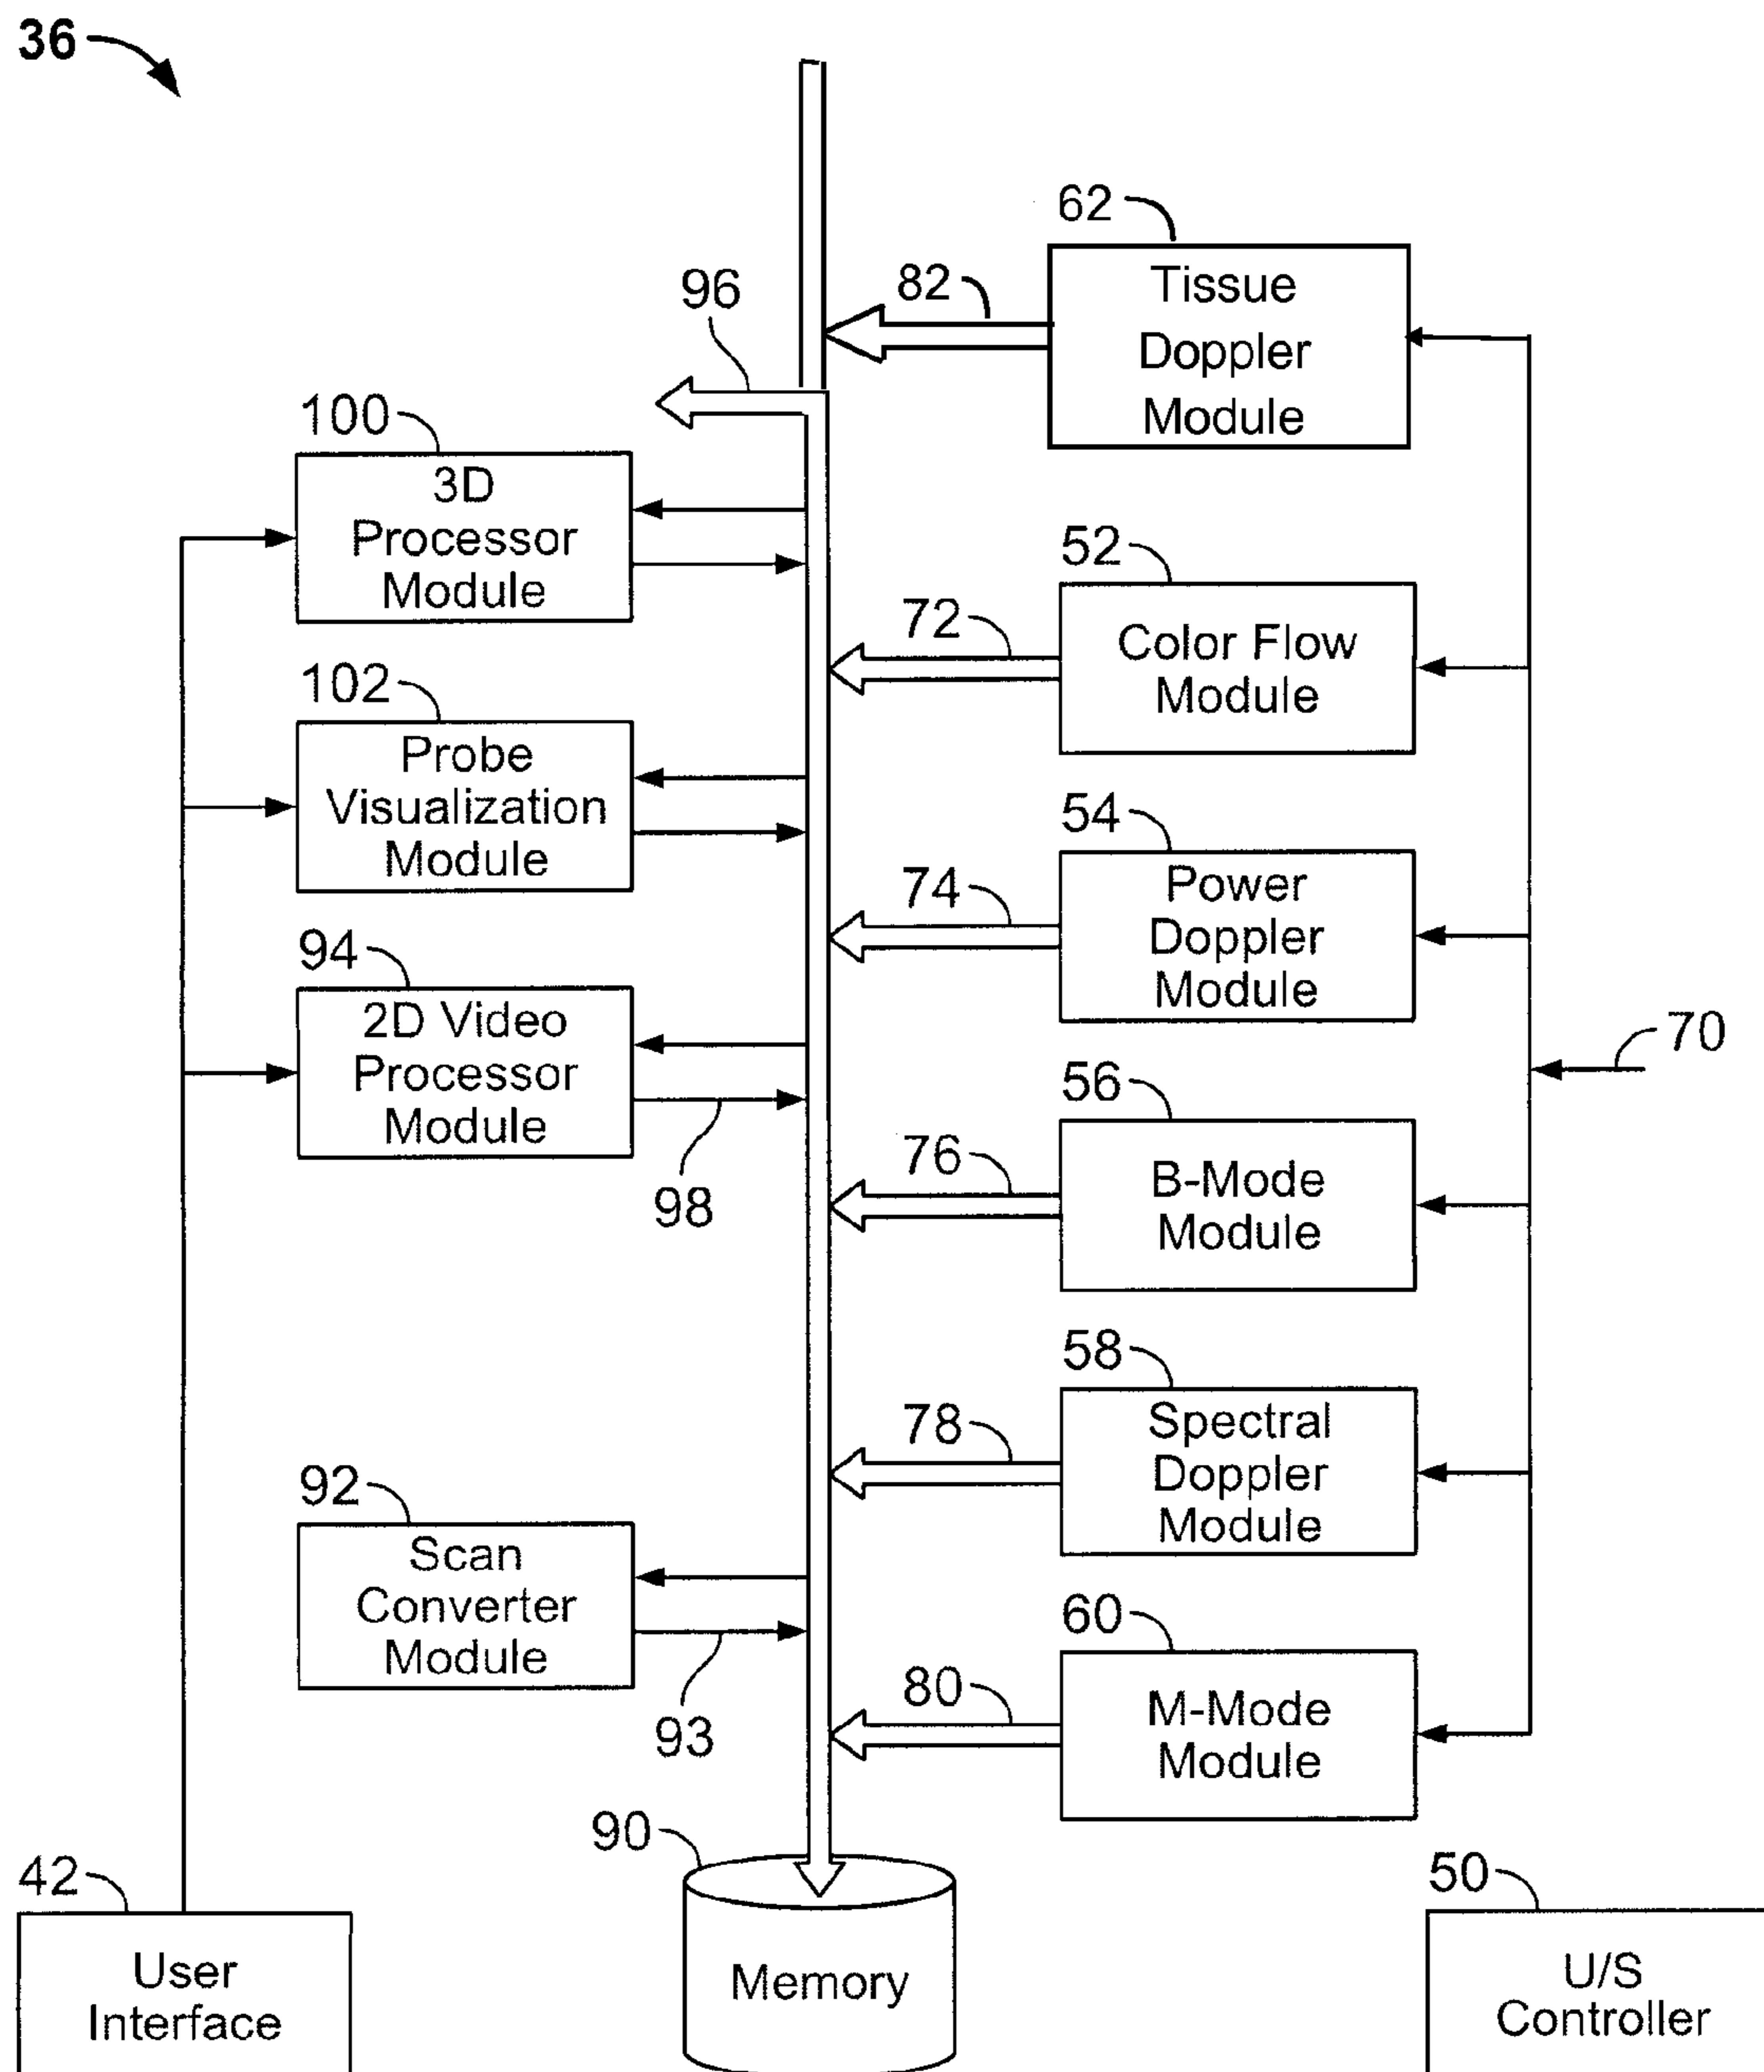 36
62
82
Tissue
Doppler
Module
96
100
3D
Processor
Module
52
72
Color Flow
Module
102
Probe
Visualization
Module
54
74
Power
Doppler
Module
94
2D Video
Processor
Module
98
70
56
76
B-Mode
Module
58
78
Spectral
Doppler
Module
92
Scan
Converter
Module
93
60
80
M-Mode
Module
90
Memory
42
User
Interface
50
U/S
Controller